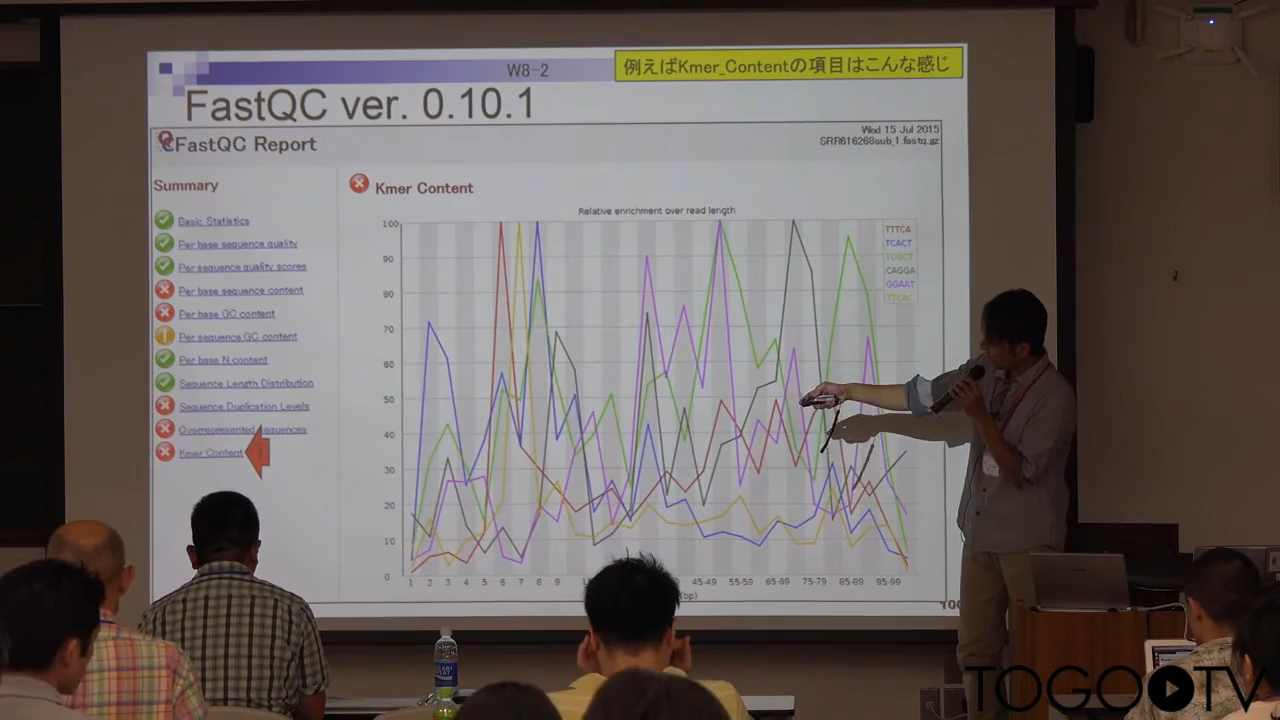 W8-2
例えばKmer_Contentの項目はこんな感じ
FastQC ver. 0.10.1
FastQC Report
Wed 15 Jul 2015
SRR616268sub_1.fastq.gz
Summary
Basic Statistics
Per base sequence quality
Per sequence quality scores
Per base sequence content
Per base GC content
Per sequence GC content
Per base N content
Sequence Length Distribution
Sequence Duplication Levels
Overrepresented sequences
Kmer Content
Kmer Content
Relative enrichment over read length
100
90
80
70
60
50
40
30
20
10
0
TTTCA
TCACT
CAGGA
GGAAT
TTCAC
1 2 3 4 5 6 7 8 9 45-49 55-59 65-69 75-79 85-89 95-99
(bp)
100
TOGO TV